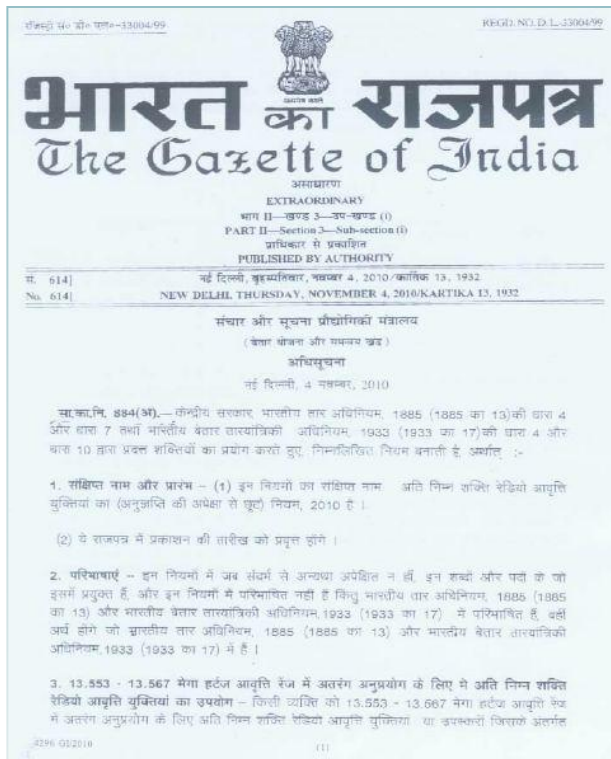 रजिस्ट्री सं० डी० एल०-33004/99
REGD. NO. D. L.-33004/99
सत्यमेव जयते
भारत का राजपत्र
The Gazette of India
असाधारण
EXTRAORDINARY
भाग II—खण्ड 3—उप-खण्ड (i)
PART II—Section 3—Sub-section (i)
प्राधिकार से प्रकाशित
PUBLISHED BY AUTHORITY
सं. 614]
नई दिल्ली, बृहस्पतिवार, नवम्बर 4, 2010/कार्तिक 13, 1932
No. 614]
NEW DELHI, THURSDAY, NOVEMBER 4, 2010/KARTIKA 13, 1932
संचार और सूचना प्रौद्योगिकी मंत्रालय
(बेतार योजना और समन्वय खंड)
अधिसूचना
नई दिल्ली, 4 नवम्बर, 2010
सा.का.नि. 884(अ).—केन्द्रीय सरकार, भारतीय तार अधिनियम, 1885 (1885 का 13)की धारा 4
और धारा 7 तथा भारतीय बेतार तारयांत्रिकी अधिनियम, 1933 (1933 का 17)की धारा 4 और
धारा 10 द्वारा प्रदत्त शक्तियों का प्रयोग करते हुए, निम्नलिखित नियम बनाती है, अर्थात् :-
1. संक्षिप्त नाम और प्रारंभ – (1) इन नियमों का संक्षिप्त नाम अति निम्न शक्ति रेडियो आवृत्ति
युक्तियों का (अनुज्ञप्ति की अपेक्षा से छूट) नियम, 2010 है ।
(2) ये राजपत्र में प्रकाशन की तारीख को प्रवृत्त होंगे ।
2. परिभाषाएं – इन नियमों में जब संदर्भ से अन्यथा अपेक्षित न हों, इन शब्दों और पदों के जो
इसमें प्रयुक्त हैं, और इन नियमों में परिभाषित नहीं हैं किंतु भारतीय तार अधिनियम, 1885 (1885
का 13) और भारतीय बेतार तारयांत्रिकी अधिनियम,1933 (1933 का 17) में परिभाषित हैं, वहीं
अर्थ होंगे जो भारतीय तार अधिनियम, 1885 (1885 का 13) और भारतीय बेतार तारयांत्रिकी
अधिनियम,1933 (1933 का 17) में हैं ।
3. 13.553 - 13.567 मेगा हर्टज आवृत्ति रेंज में अतरंग अनुप्रयोग के लिए मे अति निम्न शक्ति
रेडियो आवृत्ति युक्तियां का उपयोग – किसी व्यक्ति को 13.553 - 13.567 मेगा हर्टज आवृत्ति रेंज
में अतरंग अनुप्रयोग के लिए अति निम्न शक्ति रेडियो आवृत्ति युक्तियां या उपस्करों जिसके अंतर्गत
4296 GI/2010
(1)